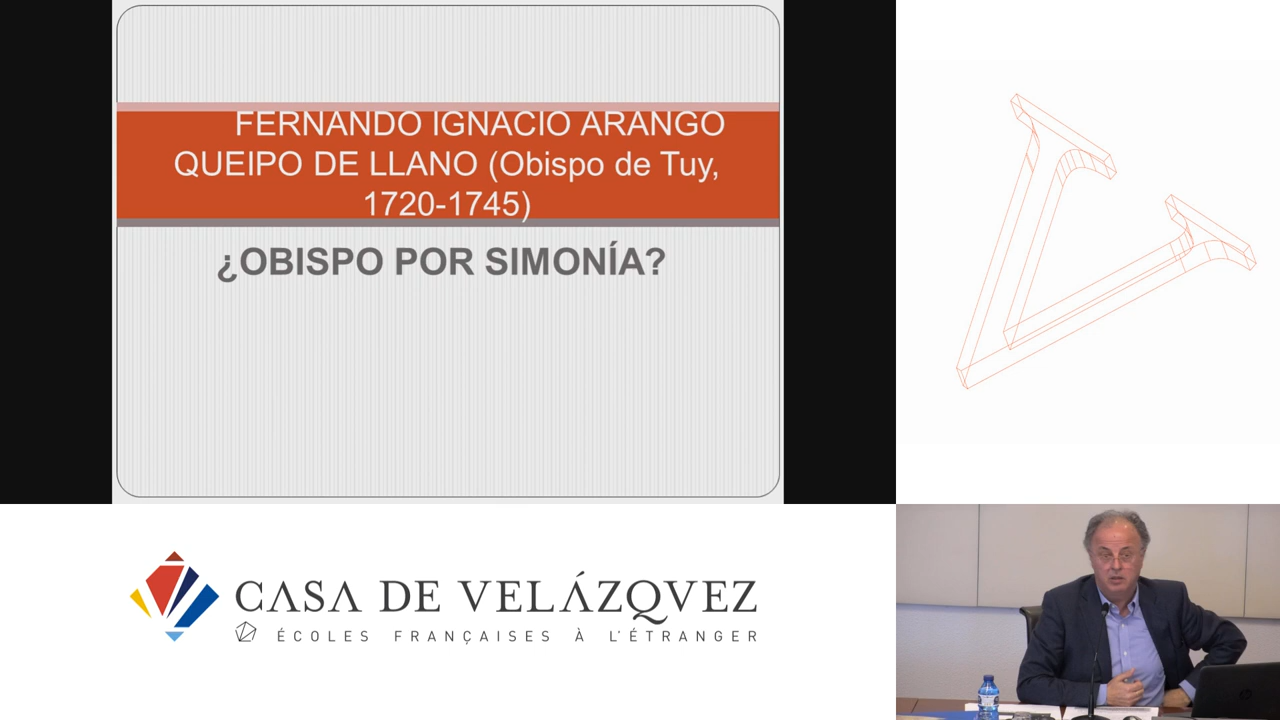 FERNANDO IGNACIO ARANGO
QUEIPO DE LLANO (Obispo de Tuy,
1720-1745)
¿OBISPO POR SIMONÍA?
CASA DE VELÁZQVEZ
ÉCOLES FRANÇAISES À L'ÉTRANGER